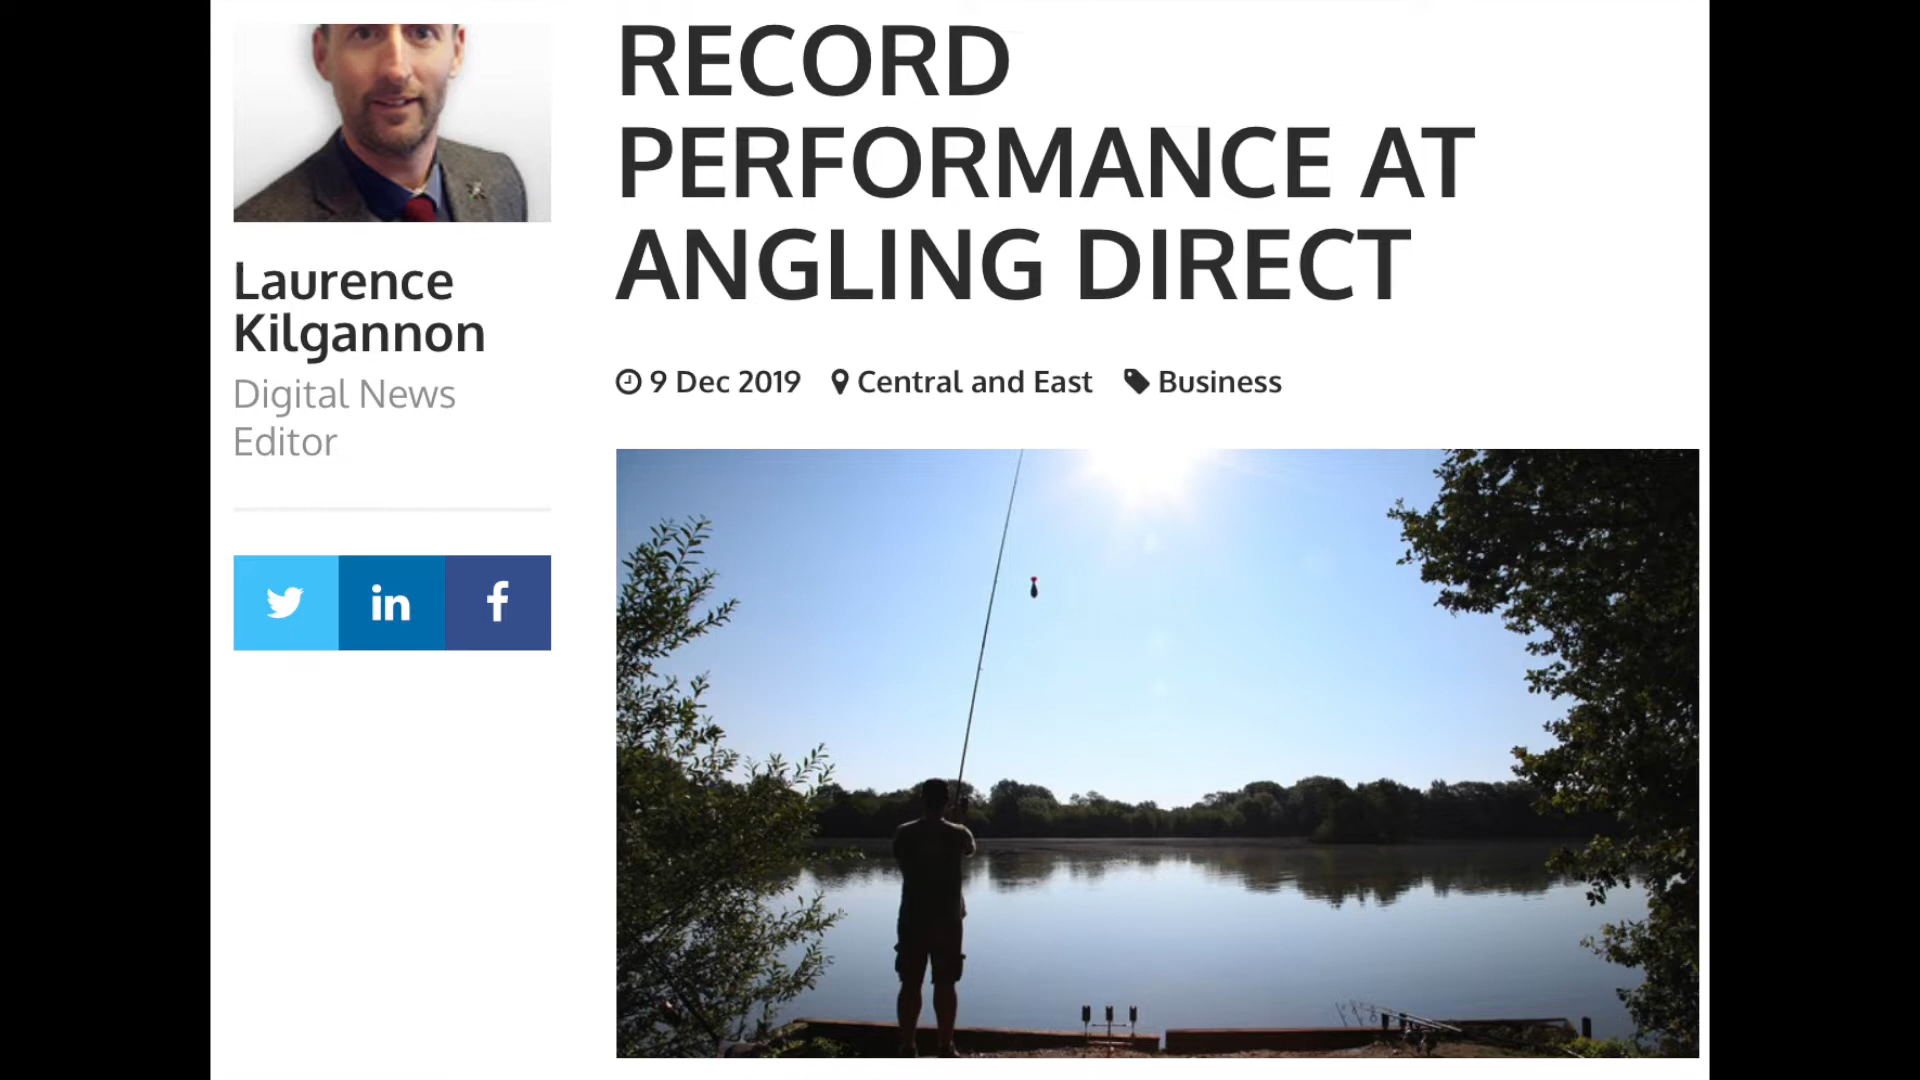 RECORD
PERFORMANCE AT
ANGLING DIRECT
Laurence
Kilgannon
Digital News
Editor
9 Dec 2019 Central and East Business
in
f